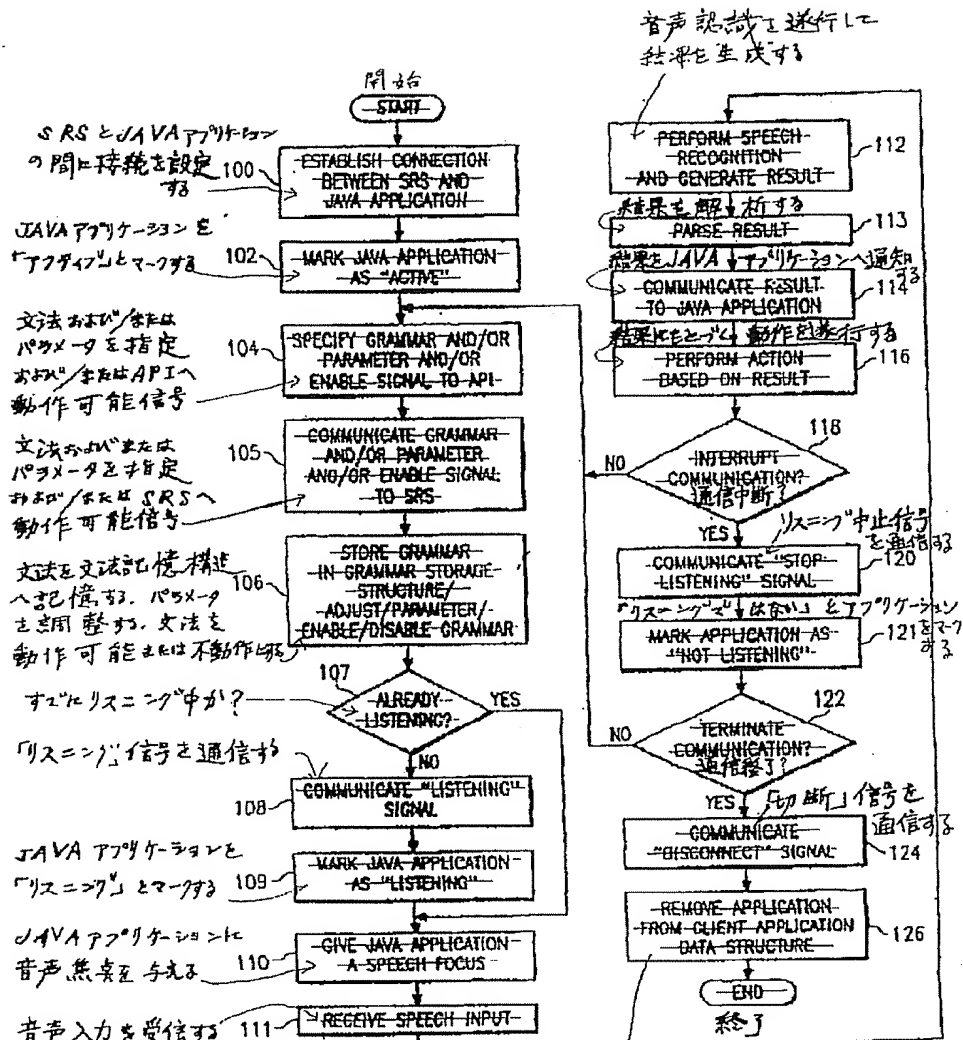 開始
START
SRSとJAVAアプリケーション
の間に接続を設定
する
100
ESTABLISH CONNECTION
BETWEEN SRS AND
JAVA APPLICATION
JAVAアプリケーションを
「アクティブ」とマークする
102
MARK JAVA APPLICATION
AS "ACTIVE"
文法および/または
パラメータを指定
および/またはAPIへ
動作可能信号
104
SPECIFY GRAMMAR AND/OR
PARAMETER AND/OR
ENABLE SIGNAL TO API
文法および/または
パラメータを指定
および/またはSRSへ
動作可能信号
105
COMMUNICATE GRAMMAR
AND/OR PARAMETER
AND/OR ENABLE SIGNAL
TO SRS
文法を文法記憶構造
へ記憶する、パラメータ
を調整する、文法を
動作可能または不動作とする
106
STORE GRAMMAR
IN GRAMMAR STORAGE
STRUCTURE/
ADJUST/PARAMETER/
ENABLE/DISABLE GRAMMAR
すでにリスニング中か?
107
ALREADY
LISTENING?
YES
NO
「リスニング」信号を通信する
108
COMMUNICATE "LISTENING"
SIGNAL
JAVAアプリケーションを
「リスニング」とマークする
109
MARK JAVA APPLICATION
AS "LISTENING"
JAVAアプリケーションに
音声焦点を与える
110
GIVE JAVA APPLICATION
A SPEECH FOCUS
音声入力を受信する
111
RECEIVE SPEECH INPUT
音声認識を遂行して
結果を生成する
PERFORM SPEECH
RECOGNITION
AND GENERATE RESULT
112
結果を解析する
PARSE RESULT
113
結果をJAVAアプリケーションへ通知
する
COMMUNICATE RESULT
TO JAVA APPLICATION
114
結果にもとづく動作を遂行する
PERFORM ACTION
BASED ON RESULT
116
118
INTERRUPT
COMMUNICATION?
通信中断?
NO
YES
リスニング中止信号
を通信する
COMMUNICATE "STOP
LISTENING" SIGNAL
120
「リスニングではない」とアプリケーション
をマーク
する
MARK APPLICATION AS
"NOT LISTENING"
121
122
TERMINATE
COMMUNICATION?
通信終了?
NO
YES
「切断」信号を
通信する
COMMUNICATE
"DISCONNECT" SIGNAL
124
REMOVE APPLICATION
FROM CLIENT APPLICATION
DATA STRUCTURE
126
END
終了